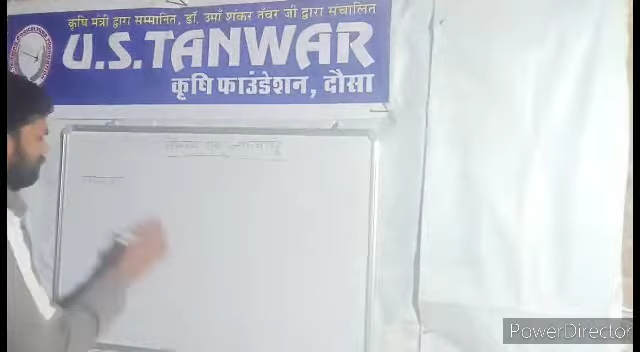 कृषि मंत्री द्वारा सम्मानित, डॉ. उमाँ शंकर तँवर जी द्वारा संचालित
U.S.TANWAR
कृषि फाउंडेशन, दौसा
PowerDirector